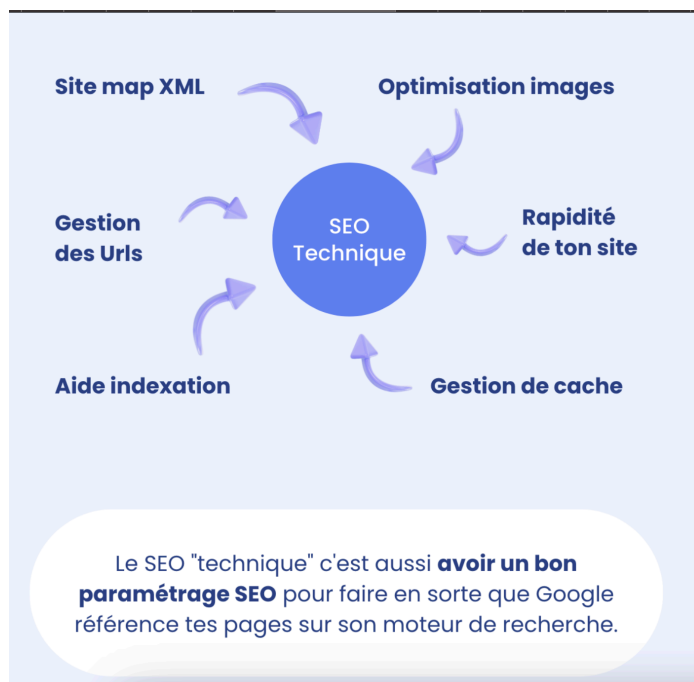 Site map XML
Optimisation images
SEO
Technique
Gestion
des Urls
Rapidité
de ton site
Aide indexation
Gestion de cache
Le SEO "technique" c'est aussi avoir un bon
paramétrage SEO pour faire en sorte que Google
référence tes pages sur son moteur de recherche.